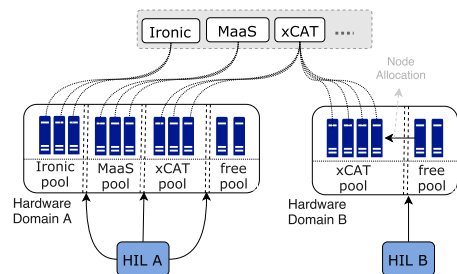 Ironic
MaaS
xCAT
Node
Allocation
Ironic
pool
MaaS
pool
xCAT
pool
free
pool
xCAT
pool
free
pool
Hardware
Domain A
Hardware
Domain B
HIL A
HIL B